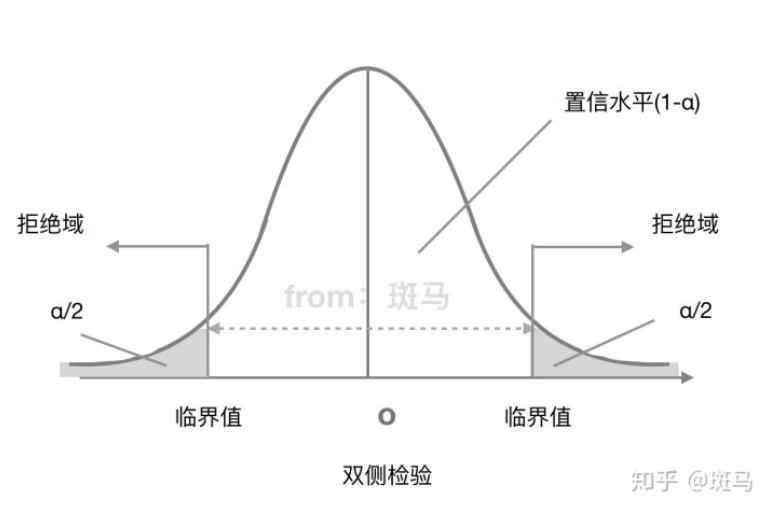 置信水平(1-α)
拒绝域
拒绝域
from：斑马
α/2
α/2
临界值
O
临界值
双侧检验
知乎 @斑马